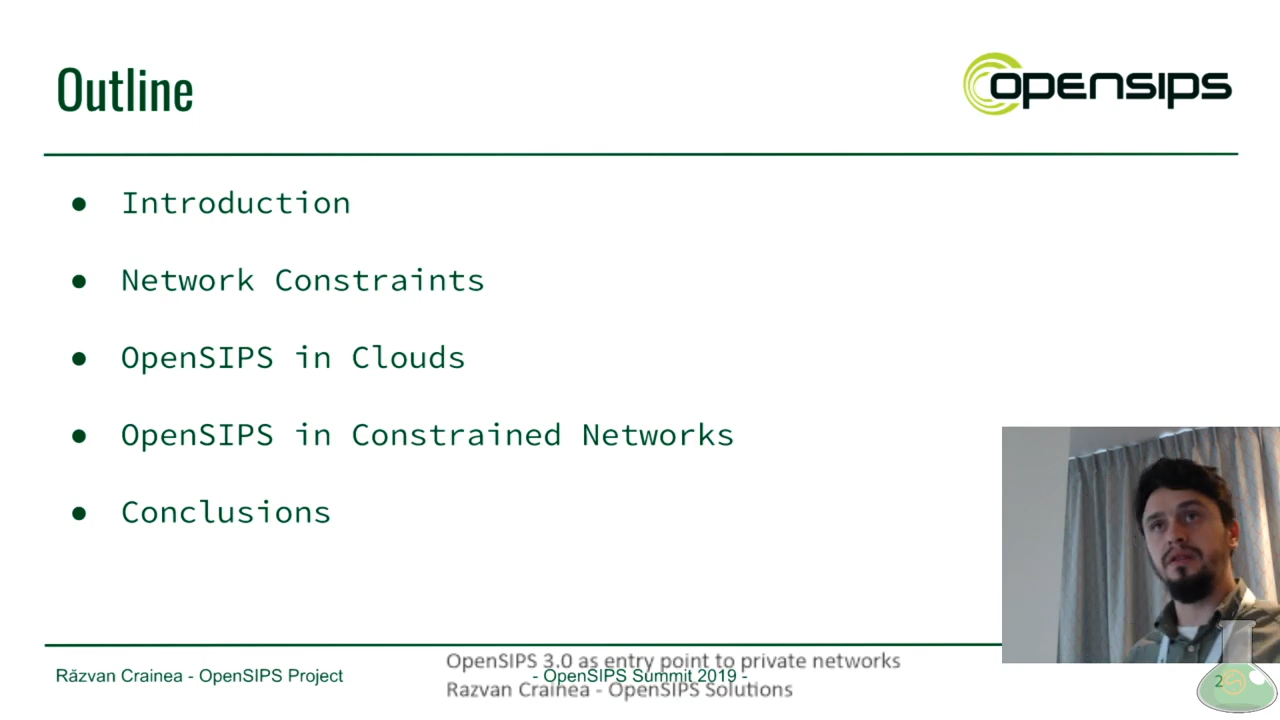 Outline
opensips
● Introduction
● Network Constraints
● OpenSIPS in Clouds
● OpenSIPS in Constrained Networks
● Conclusions
Răzvan Crainea - OpenSIPS Project
- OpenSIPS Summit 2019 -
2
OpenSIPS 3.0 as entry point to private networks
Razvan Crainea - OpenSIPS Solutions